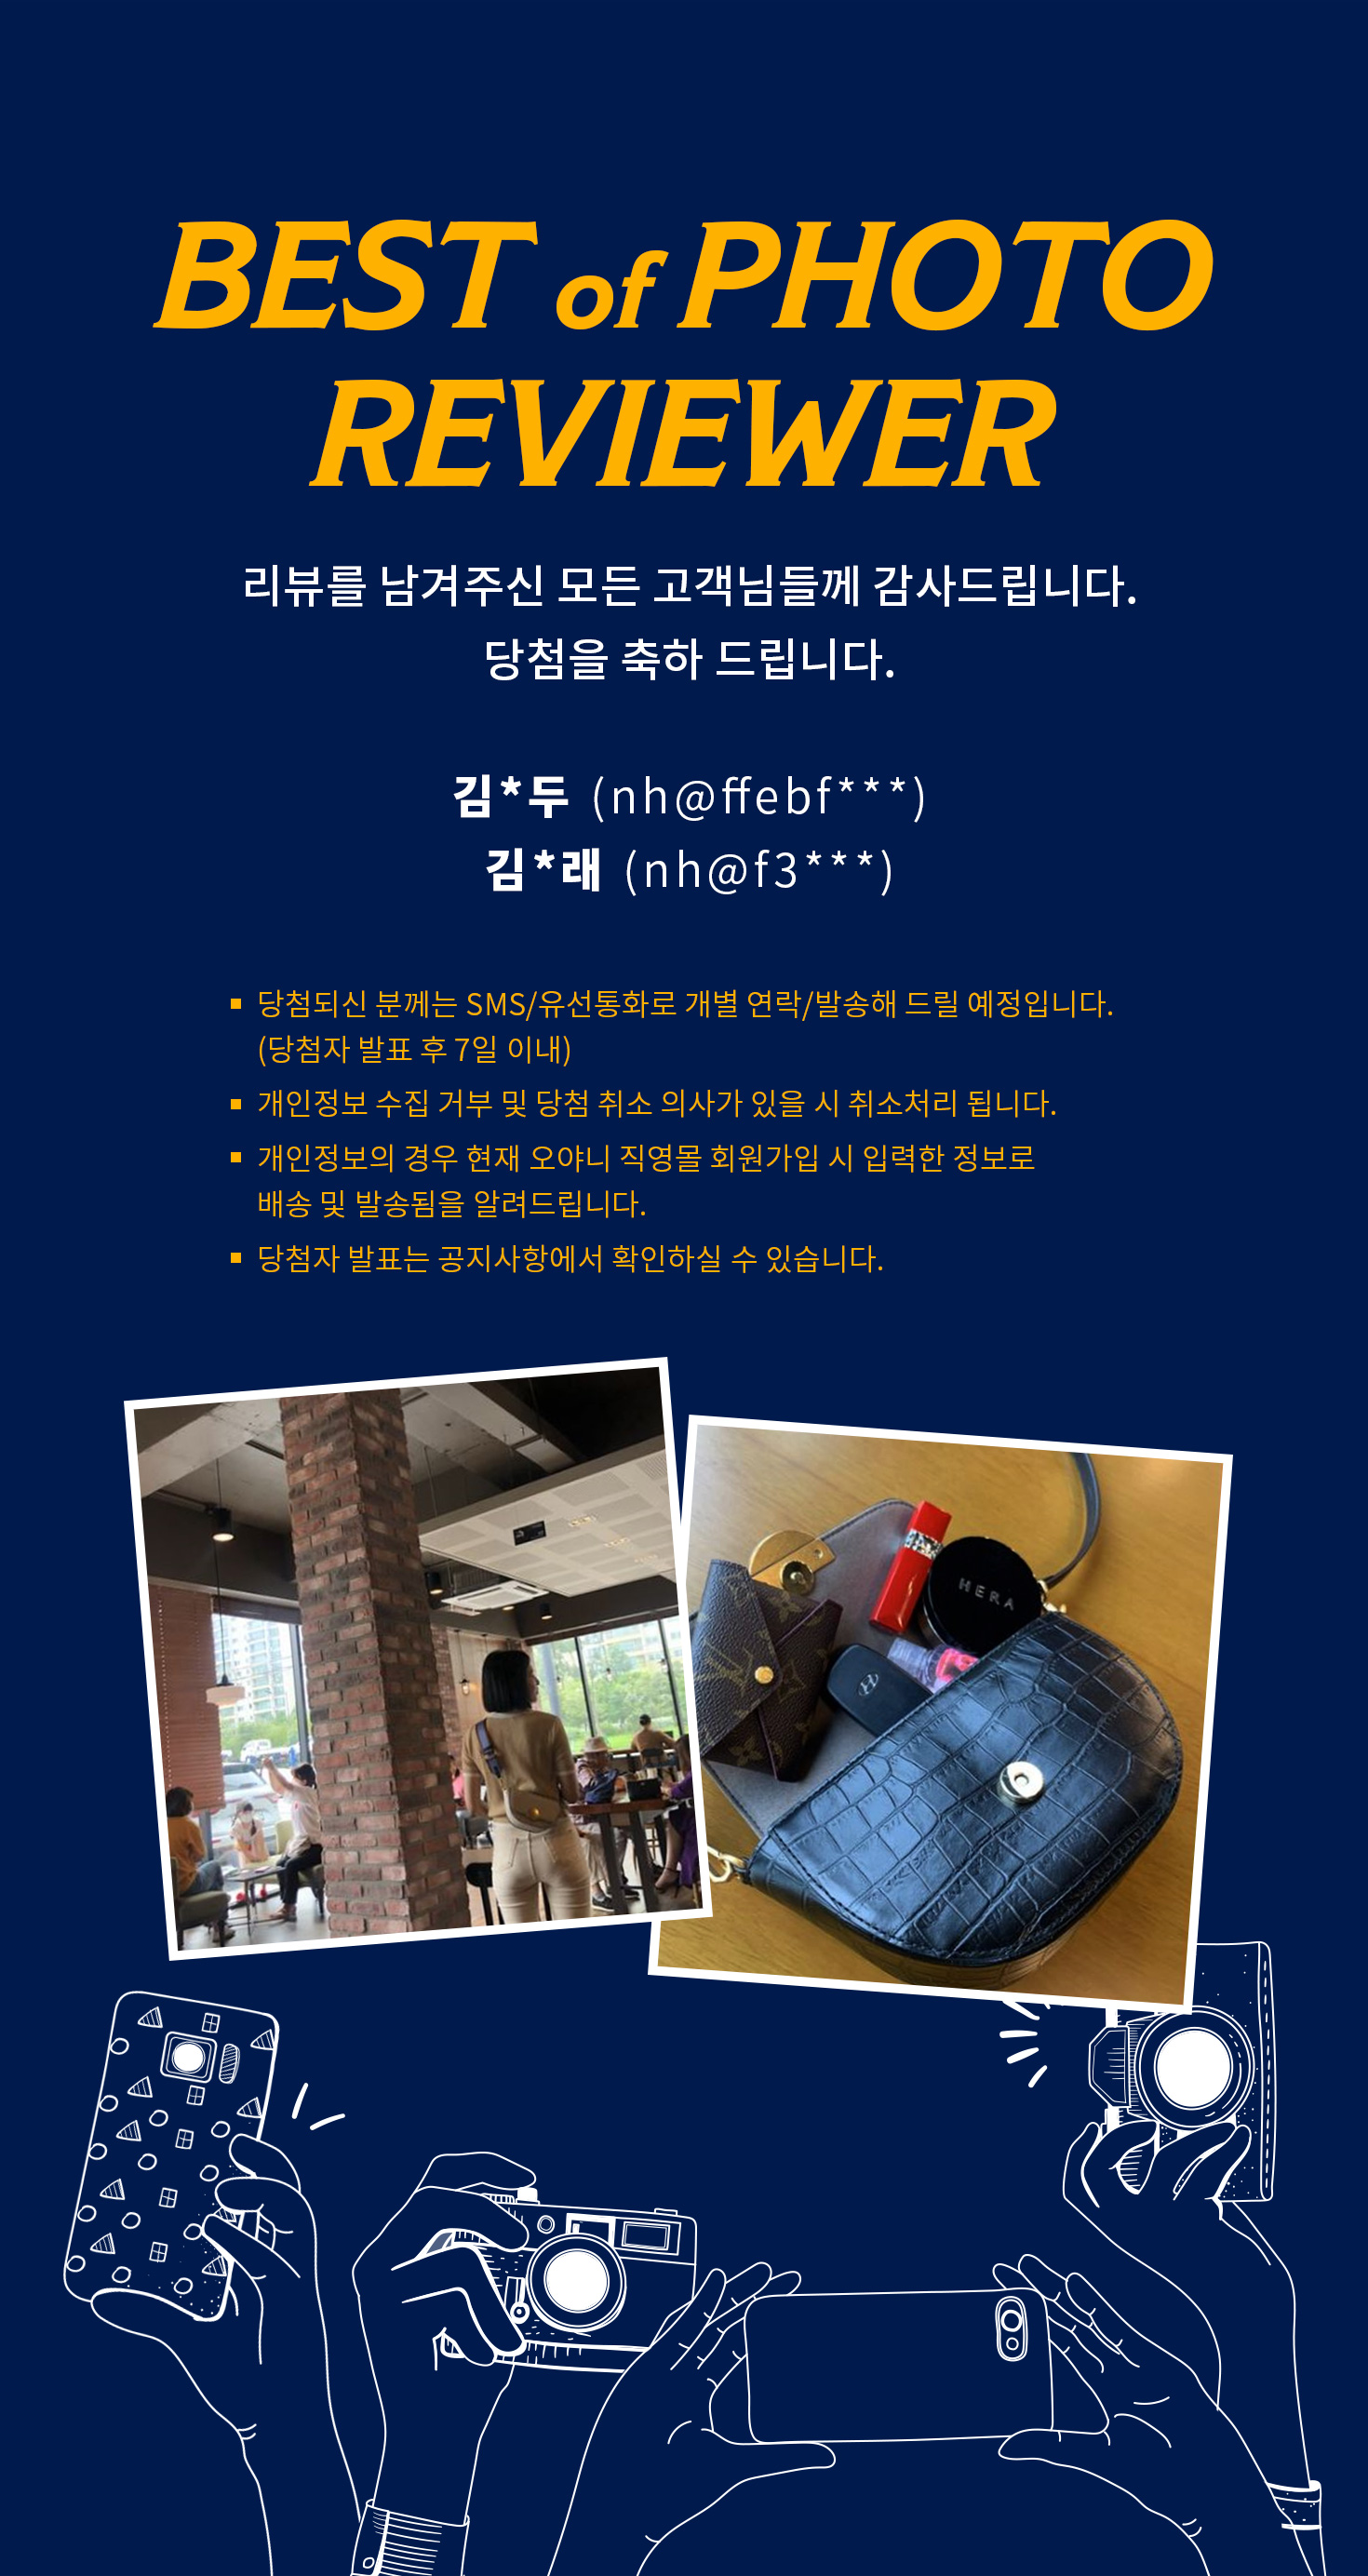 BEST of PHOTO
REVIEWER
리뷰를 남겨주신 모든 고객님들께 감사드립니다.
당첨을 축하 드립니다.
김*두 (nh@ffebf***)
김*래 (nh@f3***)
당첨되신 분께는 SMS/유선통화로 개별 연락/발송해 드릴 예정입니다.
(당첨자 발표 후 7일 이내)
개인정보 수집 거부 및 당첨 취소 의사가 있을 시 취소처리 됩니다.
개인정보의 경우 현재 오야니 직영몰 회원가입 시 입력한 정보로
배송 및 발송됨을 알려드립니다.
당첨자 발표는 공지사항에서 확인하실 수 있습니다.
HERA